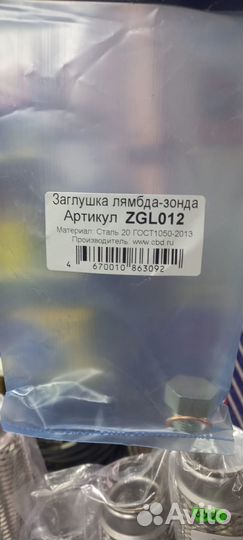 Заглушка лямбда-зонда
Артикул ZGL012
Материал: Сталь 20 ГОСТ1050-2013
Производитель: www.cbd.ru
4 670010 863092
Avito